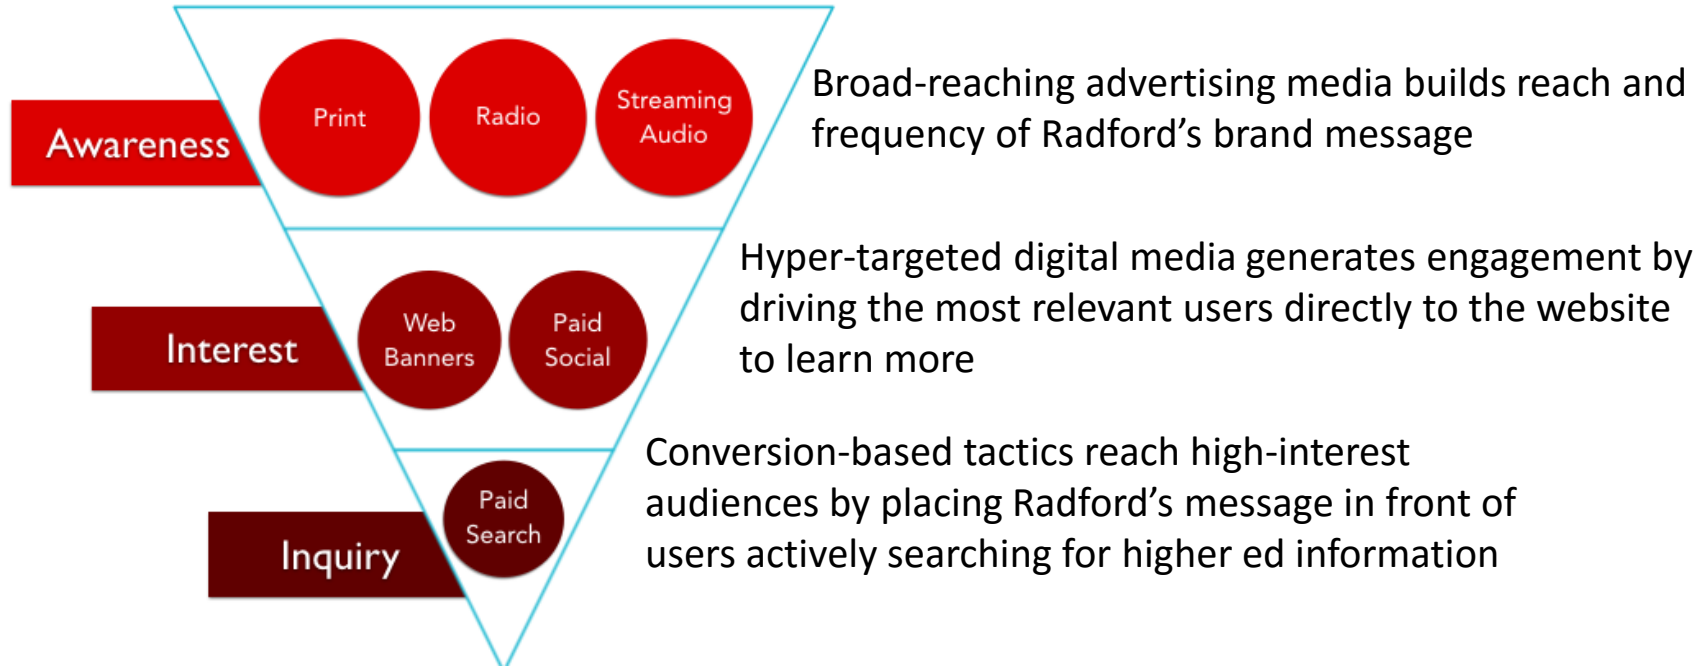 Awareness
Print
Radio
Streaming
Audio
Broad-reaching advertising media builds reach and
frequency of Radford’s brand message
Interest
Web
Banners
Paid
Social
Hyper-targeted digital media generates engagement by
driving the most relevant users directly to the website
to learn more
Inquiry
Paid
Search
Conversion-based tactics reach high-interest
audiences by placing Radford’s message in front of
users actively searching for higher ed information